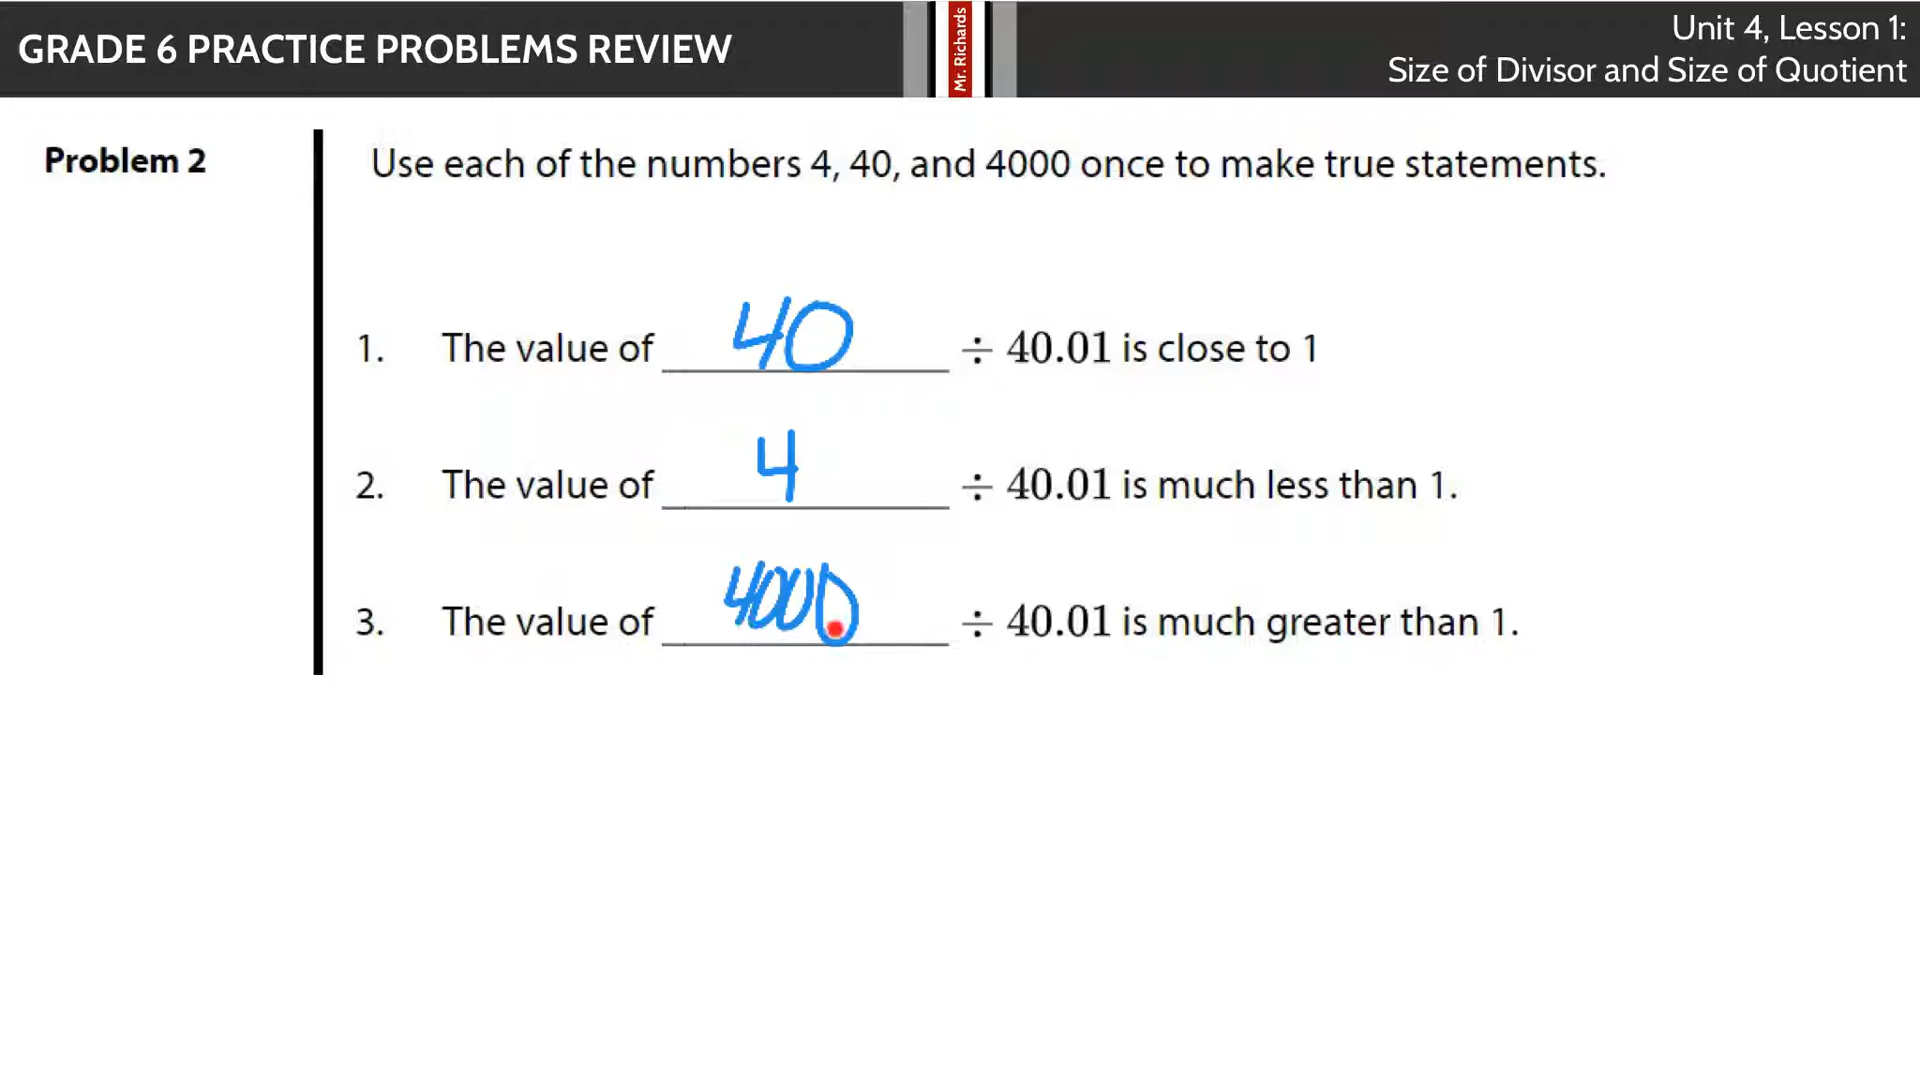 GRADE 6 PRACTICE PROBLEMS REVIEW
Mr. Richards
Unit 4, Lesson 1:
Size of Divisor and Size of Quotient
Problem 2
Use each of the numbers 4, 40, and 4000 once to make true statements.
1. The value of 40 ÷ 40.01 is close to 1
2. The value of 4 ÷ 40.01 is much less than 1.
3. The value of 4000 ÷ 40.01 is much greater than 1.